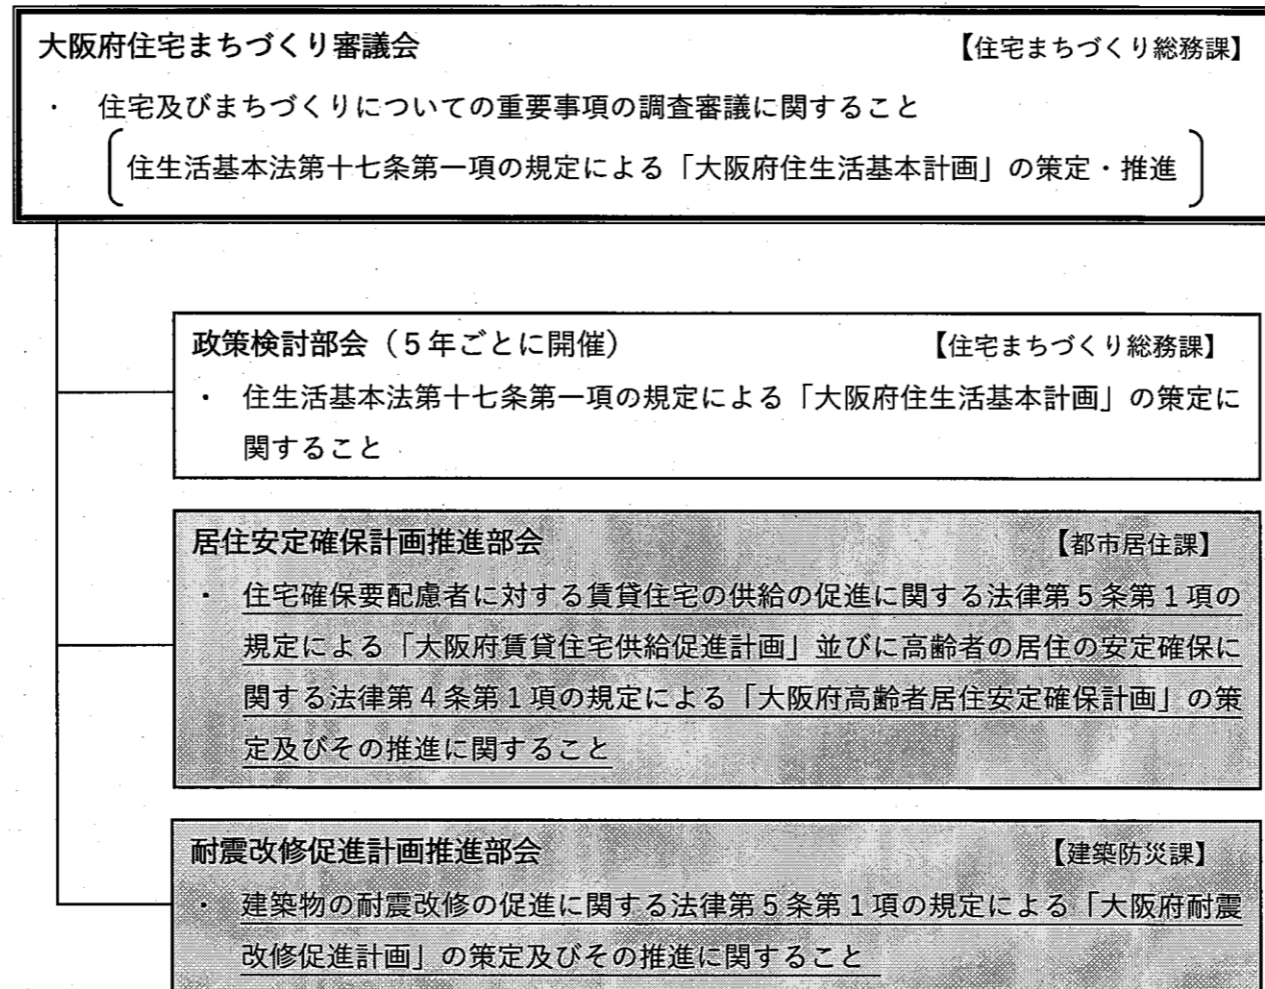 大阪府住宅まちづくり審議会 【住宅まちづくり総務課】
・ 住宅及びまちづくりについての重要事項の調査審議に関すること
住生活基本法第十七条第一項の規定による「大阪府住生活基本計画」の策定・推進
政策検討部会（５年ごとに開催） 【住宅まちづくり総務課】
・ 住生活基本法第十七条第一項の規定による「大阪府住生活基本計画」の策定に
関すること
居住安定確保計画推進部会 【都市居住課】
・ 住宅確保要配慮者に対する賃貸住宅の供給の促進に関する法律第５条第１項の
規定による「大阪府賃貸住宅供給促進計画」並びに高齢者の居住の安定確保に
関する法律第４条第１項の規定による「大阪府高齢者居住安定確保計画」の策
定及びその推進に関すること
耐震改修促進計画推進部会 【建築防災課】
・ 建築物の耐震改修の促進に関する法律第５条第１項の規定による「大阪府耐震
改修促進計画」の策定及びその推進に関すること